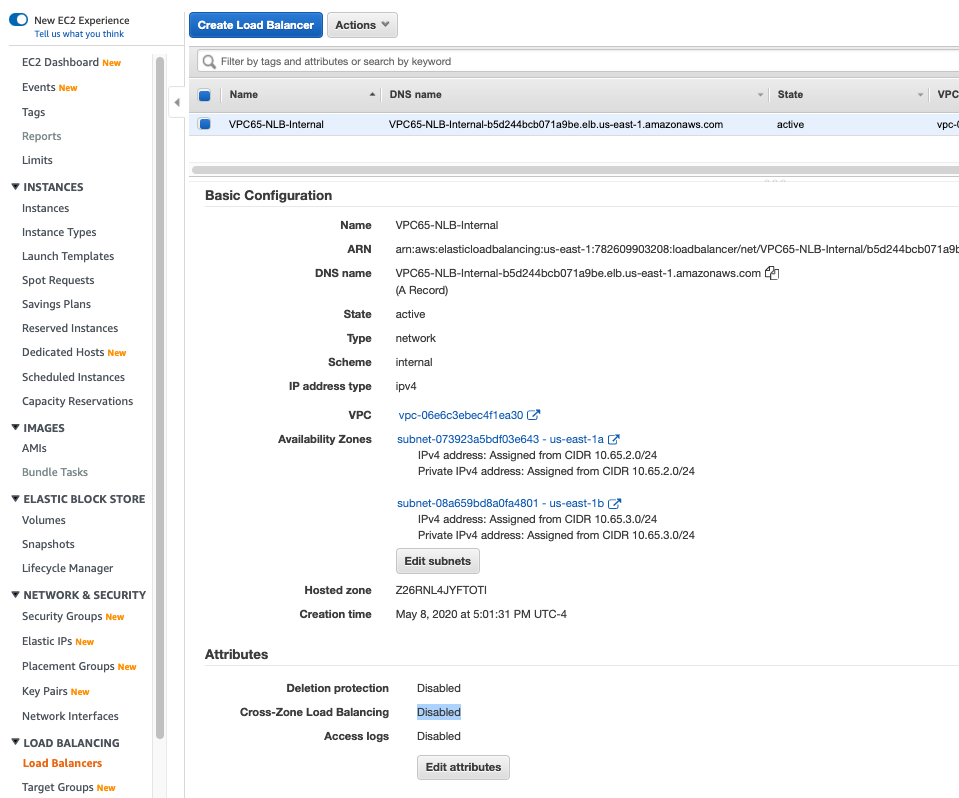 New EC2 Experience
Tell us what you think
EC2 Dashboard New
Events New
Tags
Reports
Limits
INSTANCES
Instances
Instance Types
Launch Templates
Spot Requests
Savings Plans
Reserved Instances
Dedicated Hosts New
Scheduled Instances
Capacity Reservations
IMAGES
AMIs
Bundle Tasks
ELASTIC BLOCK STORE
Volumes
Snapshots
Lifecycle Manager
NETWORK & SECURITY
Security Groups New
Elastic IPs New
Placement Groups New
Key Pairs New
Network Interfaces
LOAD BALANCING
Load Balancers
Target Groups New
Create Load Balancer Actions
Filter by tags and attributes or search by keyword
Name DNS name State VPC
VPC65-NLB-Internal VPC65-NLB-Internal-b5d244bcb071a9be.elb.us-east-1.amazonaws.com active vpc-0
Basic Configuration
Name VPC65-NLB-Internal
ARN arn:aws:elasticloadbalancing:us-east-1:782609903208:loadbalancer/net/VPC65-NLB-Internal/b5d244bcb071a9b
DNS name VPC65-NLB-Internal-b5d244bcb071a9be.elb.us-east-1.amazonaws.com
(A Record)
State active
Type network
Scheme internal
IP address type ipv4
VPC vpc-06e6c3ebec4f1ea30
Availability Zones subnet-073923a5bdf03e643 - us-east-1a
IPv4 address: Assigned from CIDR 10.65.2.0/24
Private IPv4 address: Assigned from CIDR 10.65.2.0/24
subnet-08a659bd8a0fa4801 - us-east-1b
IPv4 address: Assigned from CIDR 10.65.3.0/24
Private IPv4 address: Assigned from CIDR 10.65.3.0/24
Edit subnets
Hosted zone Z26RNL4JYFTOTI
Creation time May 8, 2020 at 5:01:31 PM UTC-4
Attributes
Deletion protection Disabled
Cross-Zone Load Balancing Disabled
Access logs Disabled
Edit attributes